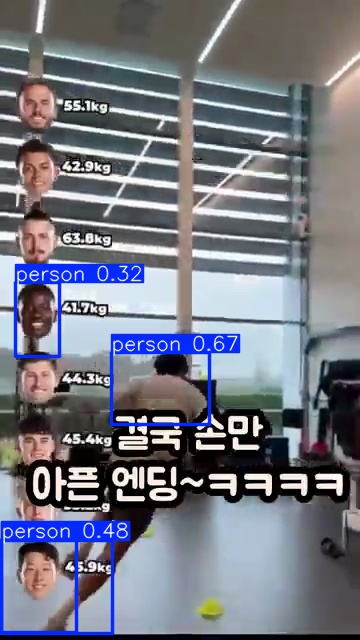 55.1kg
42.9kg
63.8kg
person 0.32
41.7kg
person 0.67
44.3kg
결국 손만
45.4kg
아픈 엔딩~ㅋㅋㅋㅋ
person 0.48
45.9kg